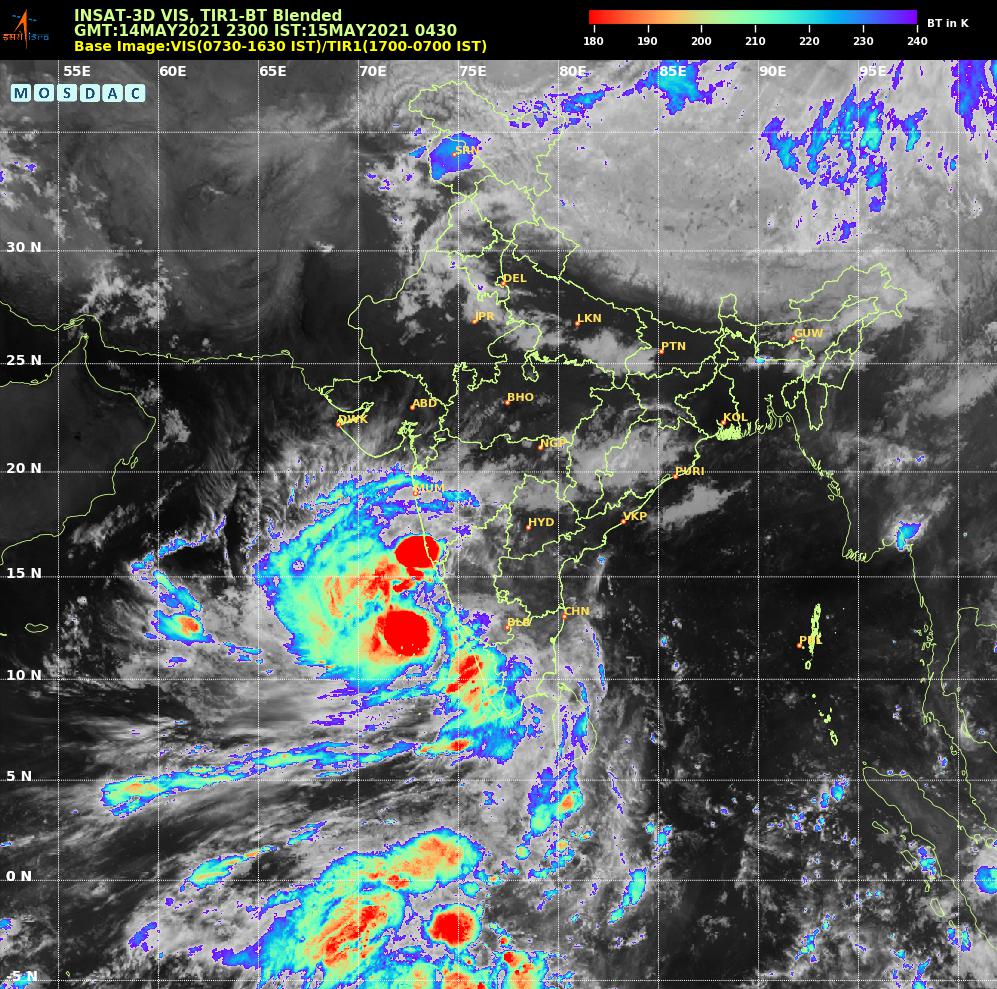 INSAT-3D VIS, TIR1-BT Blended
GMT:14MAY2021 2300 IST:15MAY2021 0430
Base Image:VIS(0730-1630 IST)/TIR1(1700-0700 IST)
BT in K
180 190 200 210 220 230 240
55E 60E 65E 70E 75E 80E 85E 90E 95E
MOSDAC
SRN
30 N
DEL
JPR
LKN
GUW
PTN
25 N
BHO
ABD
DWK
KOL
NGP
20 N
PURI
MUM
HYD
VKP
15 N
CHN
BLR
PBL
10 N
5 N
0 N
-5 N